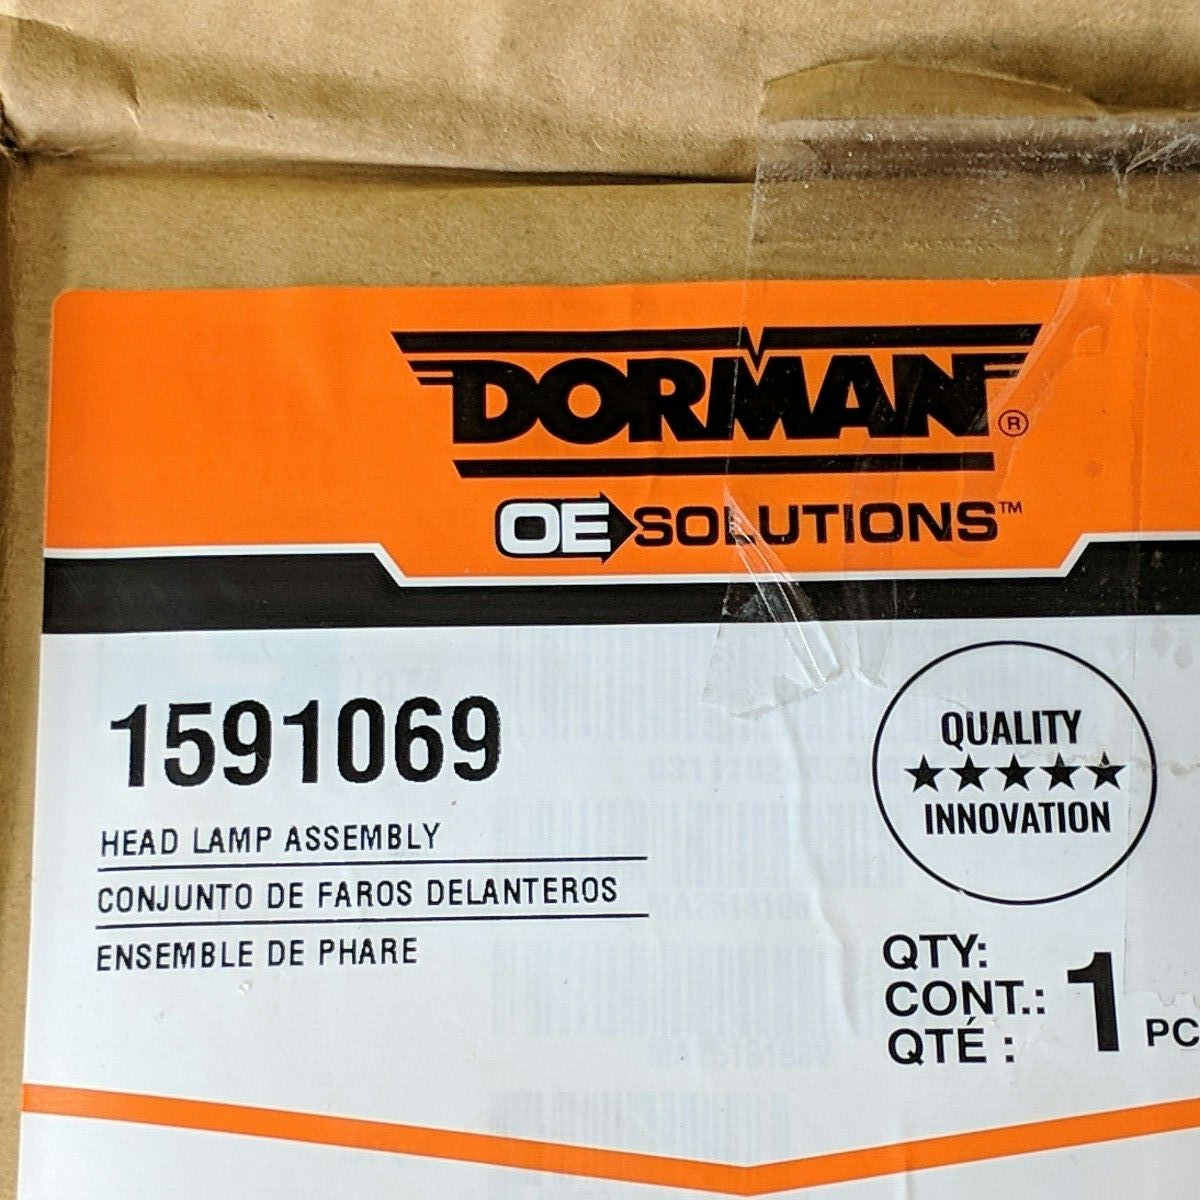 DORMAN®
OE SOLUTIONS™
1591069
HEAD LAMP ASSEMBLY
CONJUNTO DE FAROS DELANTEROS
ENSEMBLE DE PHARE
QUALITY
★★★★★
INNOVATION
QTY:
CONT.: 1 PC
QTÉ :